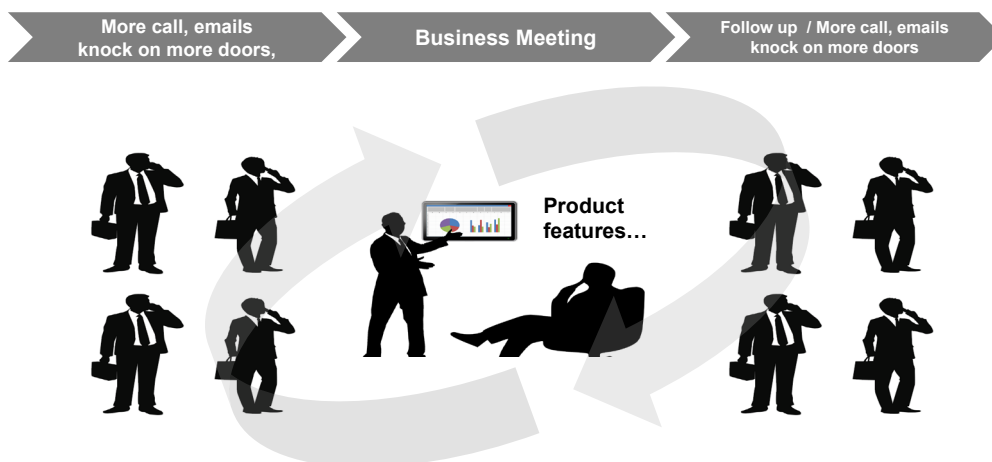 More call, emails
knock on more doors,
Business Meeting
Follow up / More call, emails
knock on more doors
Product
features…